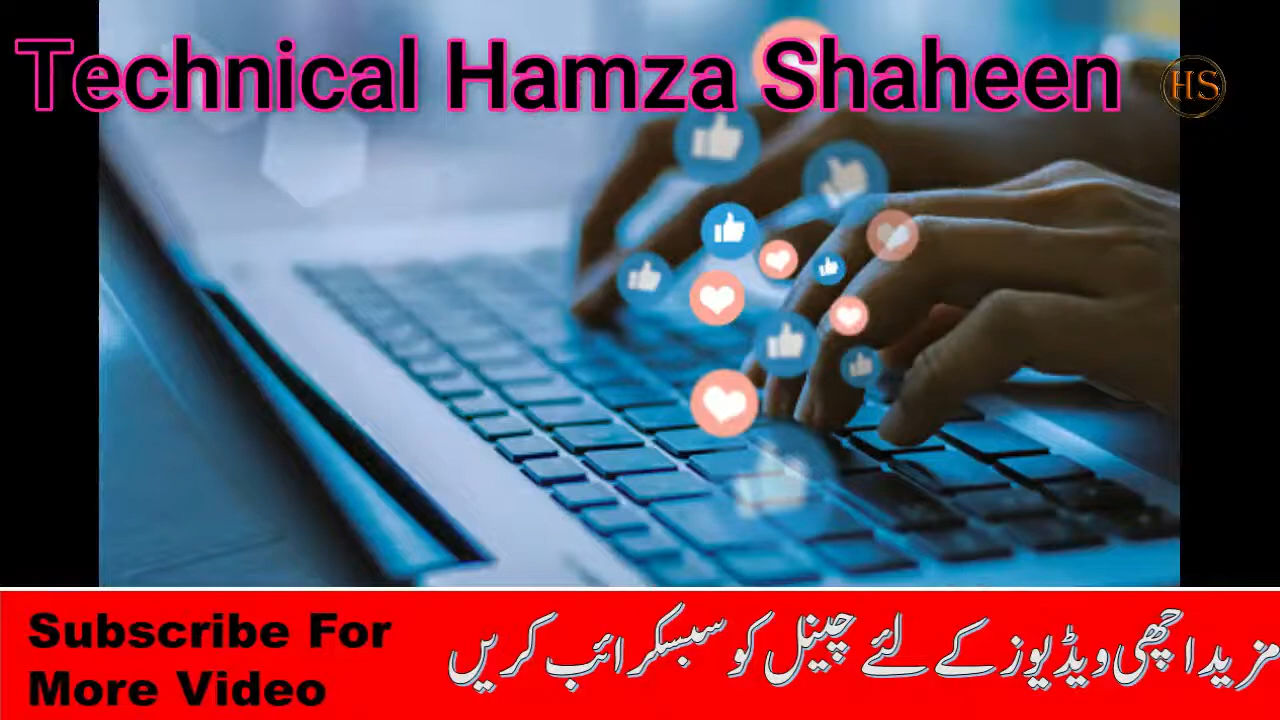 Technical Hamza Shaheen
HS
Subscribe For
More Video
مزید اچھی ویڈیوز کے لئے چینل کو سبسکرائب کریں